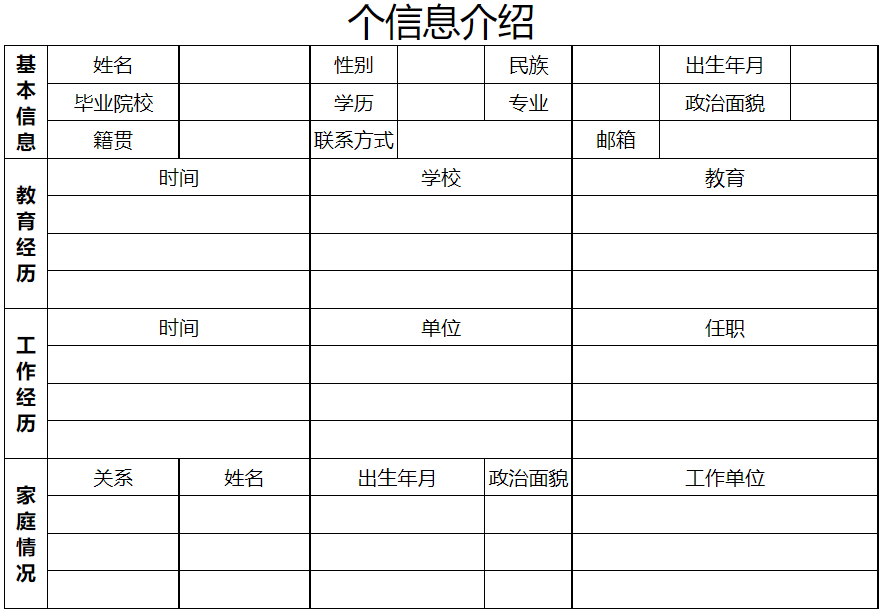 个信息介绍
基本信息
姓名 性别 民族 出生年月
毕业院校 学历 专业 政治面貌
籍贯 联系方式 邮箱
教育经历
时间 学校 教育
工作经历
时间 单位 任职
家庭情况
关系 姓名 出生年月 政治面貌 工作单位